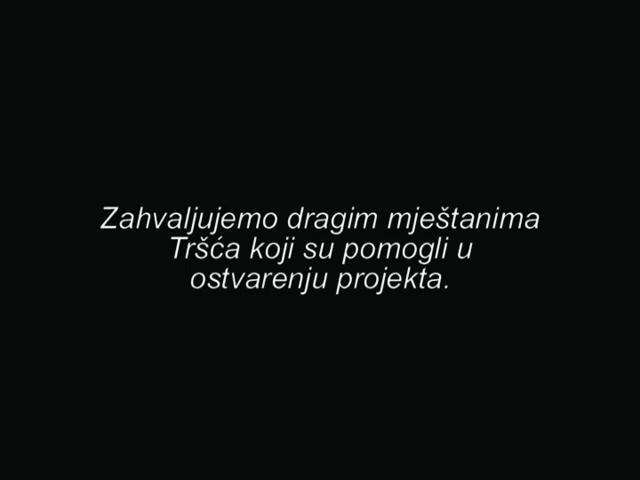 Zahvaljujemo dragim mještanima
Tršća koji su pomogli u
ostvarenju projekta.